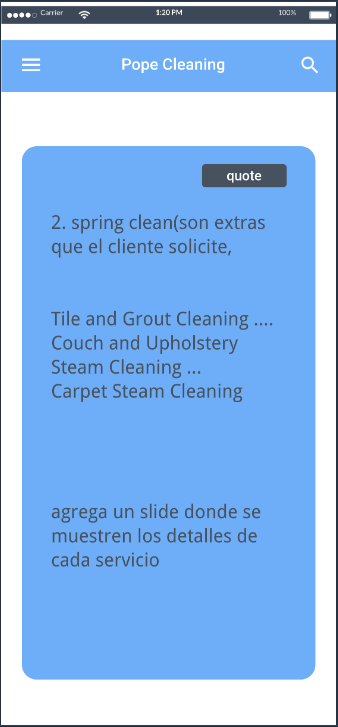 Carrier
1:20 PM
100%
Pope Cleaning
quote
2. spring clean(son extras
que el cliente solicite,
Tile and Grout Cleaning ....
Couch and Upholstery
Steam Cleaning ...
Carpet Steam Cleaning
agrega un slide donde se
muestren los detalles de
cada servicio